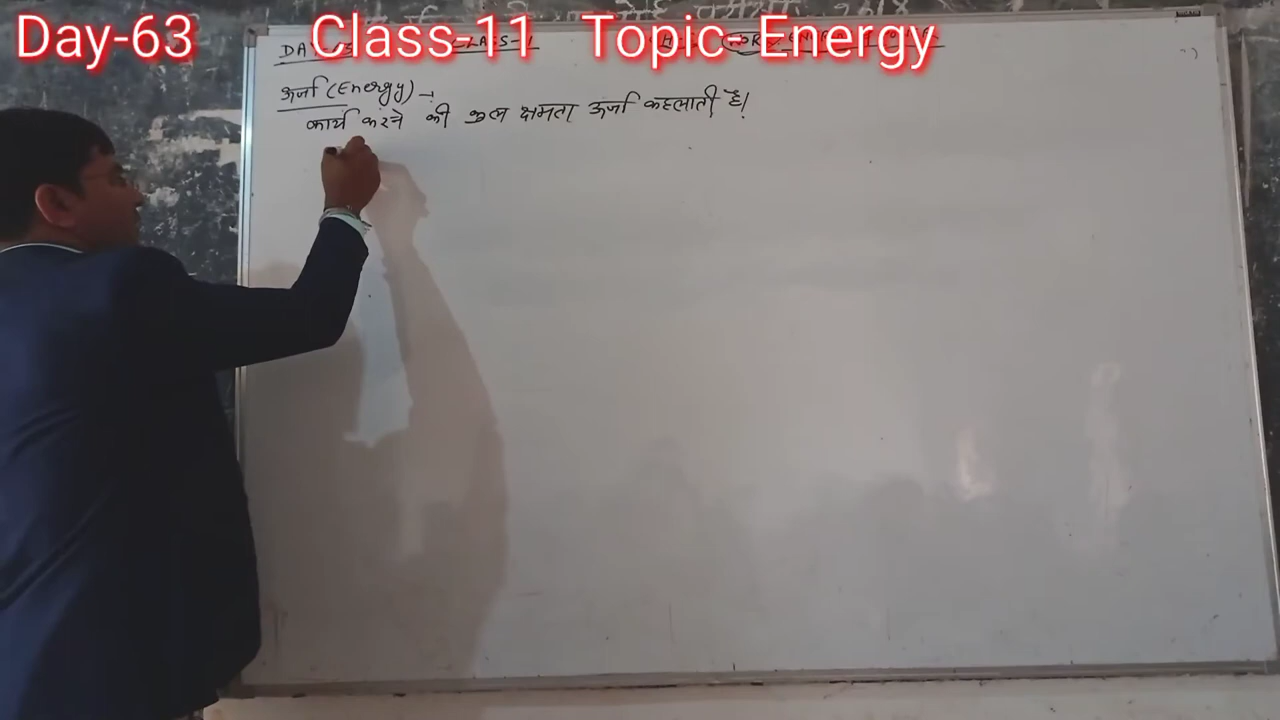 Day-63 Class-11 Topic-Energy
ऊर्जा (Energy) →
कार्य करने की कुल क्षमता ऊर्जा कहलाती है।